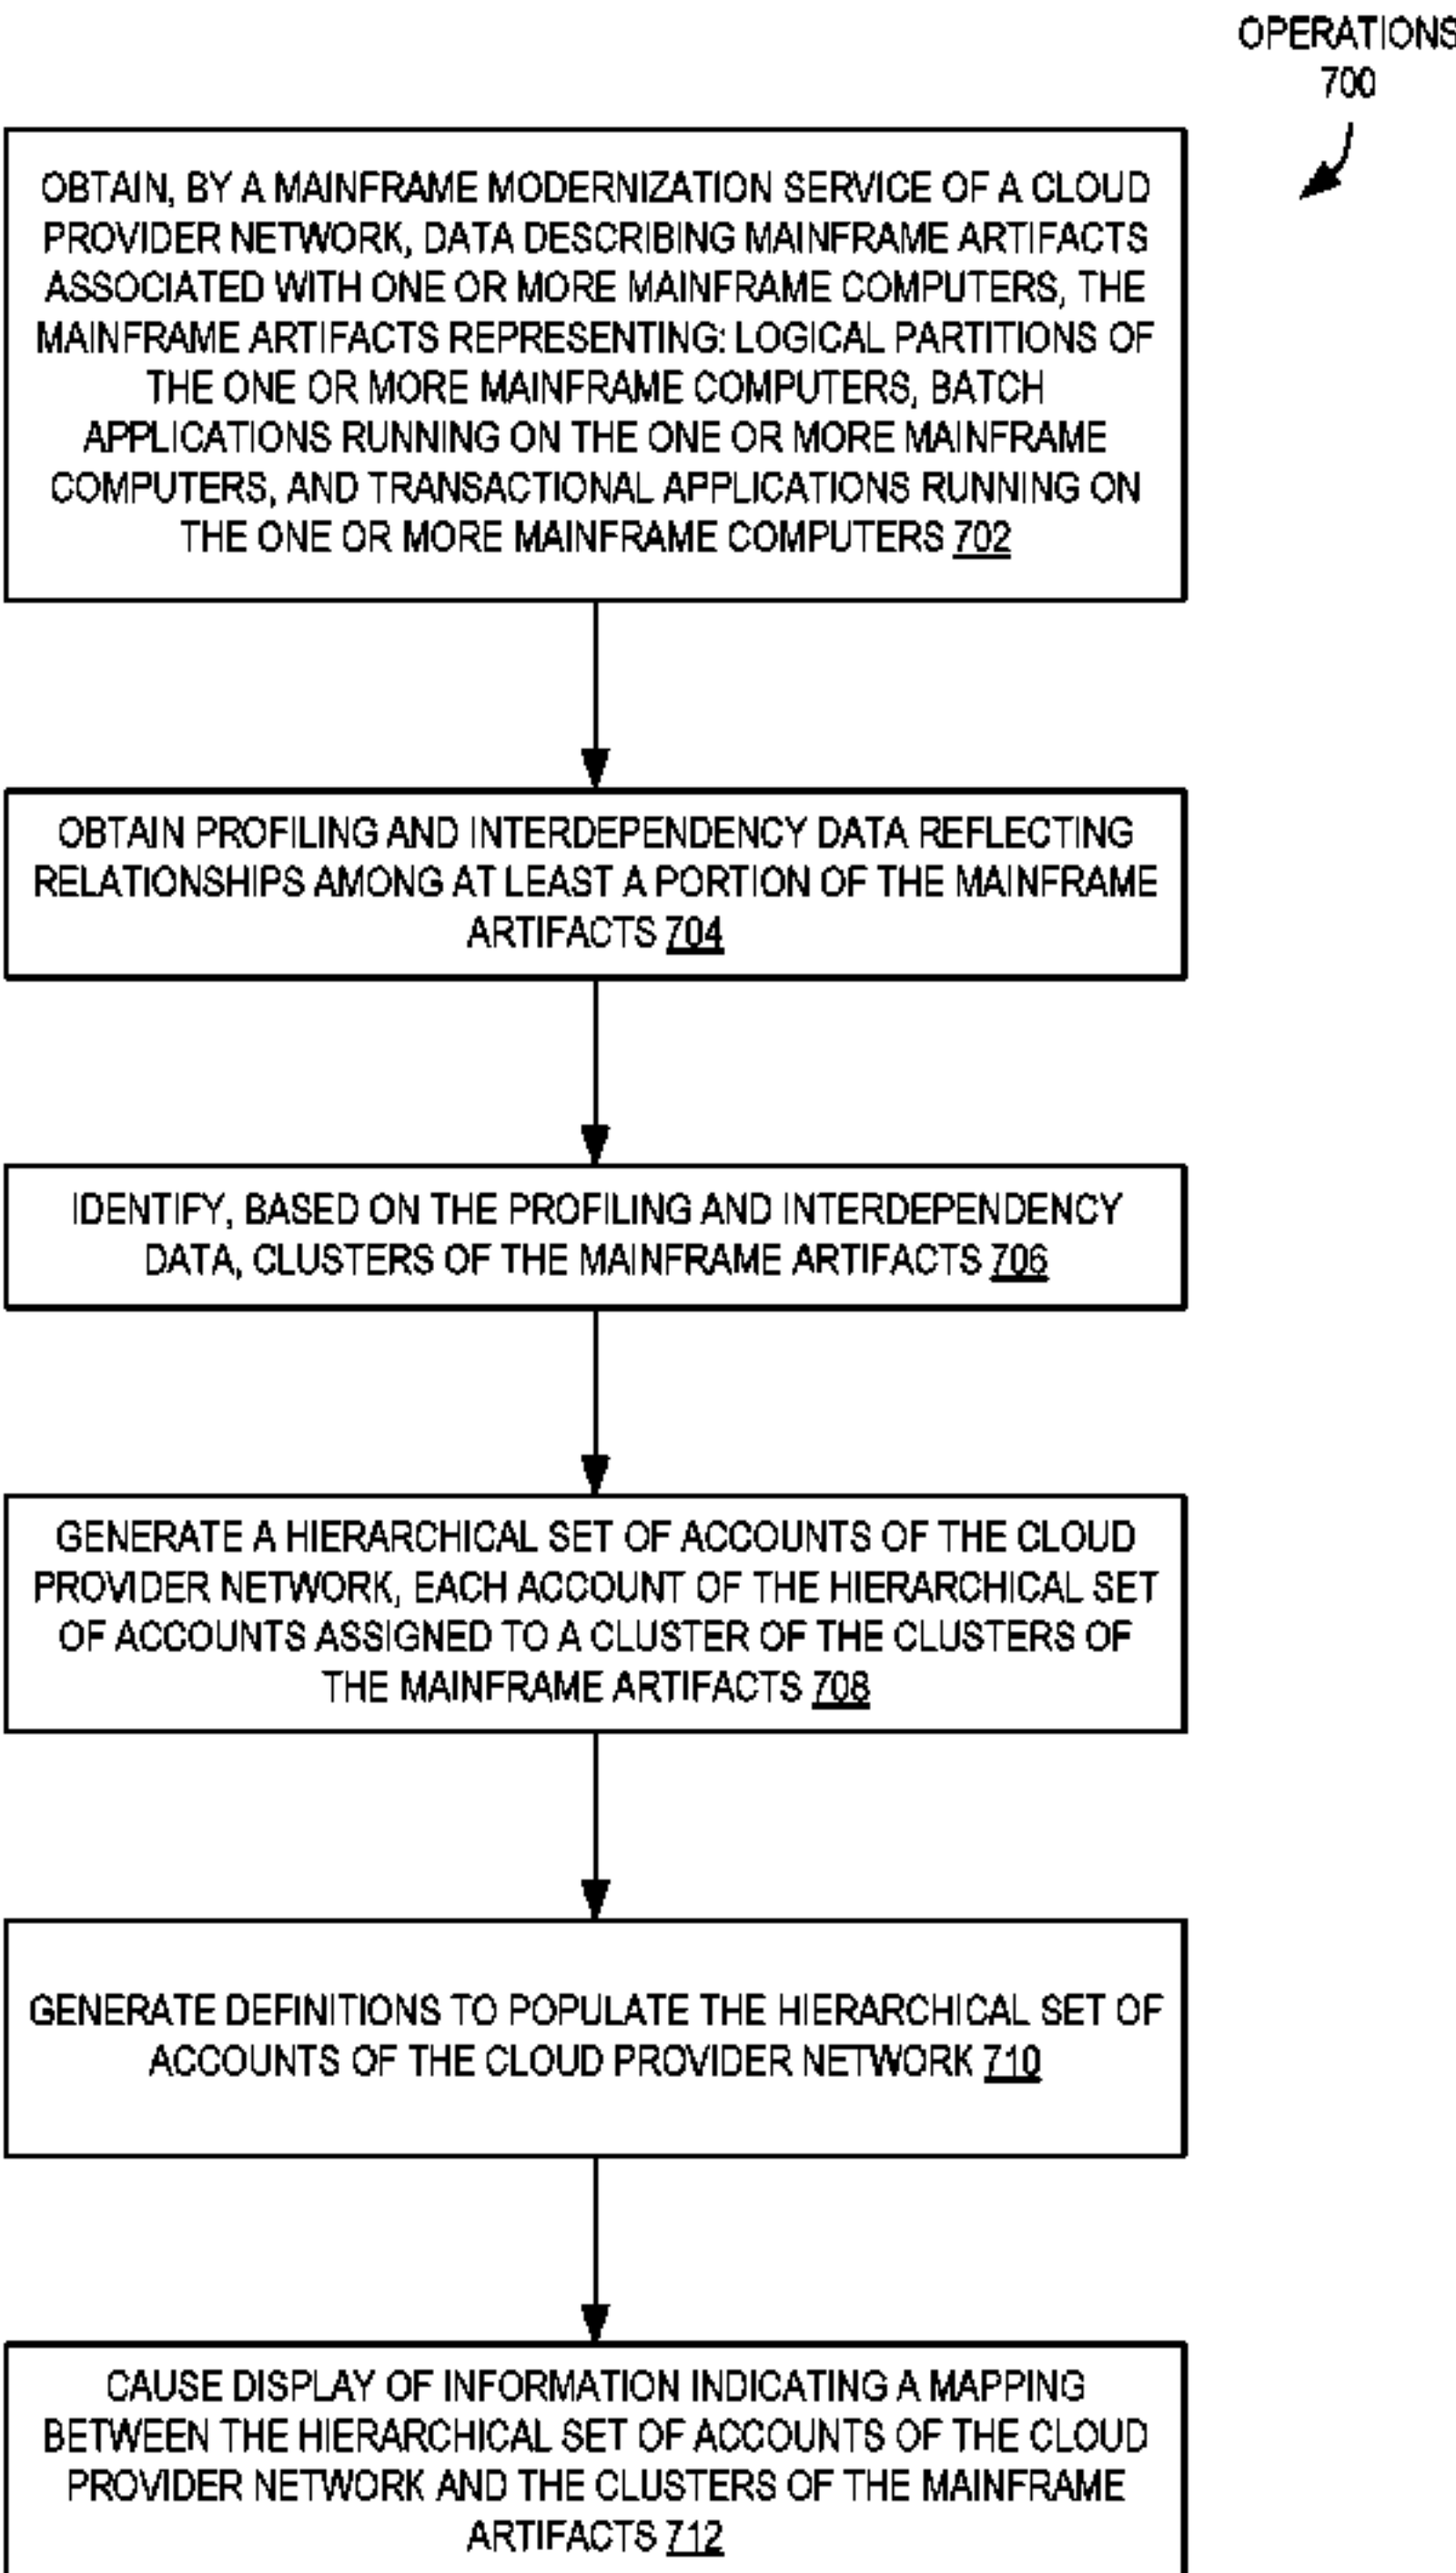 OPERATIONS
700
OBTAIN, BY A MAINFRAME MODERNIZATION SERVICE OF A CLOUD
PROVIDER NETWORK, DATA DESCRIBING MAINFRAME ARTIFACTS
ASSOCIATED WITH ONE OR MORE MAINFRAME COMPUTERS, THE
MAINFRAME ARTIFACTS REPRESENTING: LOGICAL PARTITIONS OF
THE ONE OR MORE MAINFRAME COMPUTERS, BATCH
APPLICATIONS RUNNING ON THE ONE OR MORE MAINFRAME
COMPUTERS, AND TRANSACTIONAL APPLICATIONS RUNNING ON
THE ONE OR MORE MAINFRAME COMPUTERS 702
OBTAIN PROFILING AND INTERDEPENDENCY DATA REFLECTING
RELATIONSHIPS AMONG AT LEAST A PORTION OF THE MAINFRAME
ARTIFACTS 704
IDENTIFY, BASED ON THE PROFILING AND INTERDEPENDENCY
DATA, CLUSTERS OF THE MAINFRAME ARTIFACTS 706
GENERATE A HIERARCHICAL SET OF ACCOUNTS OF THE CLOUD
PROVIDER NETWORK, EACH ACCOUNT OF THE HIERARCHICAL SET
OF ACCOUNTS ASSIGNED TO A CLUSTER OF THE CLUSTERS OF
THE MAINFRAME ARTIFACTS 708
GENERATE DEFINITIONS TO POPULATE THE HIERARCHICAL SET OF
ACCOUNTS OF THE CLOUD PROVIDER NETWORK 710
CAUSE DISPLAY OF INFORMATION INDICATING A MAPPING
BETWEEN THE HIERARCHICAL SET OF ACCOUNTS OF THE CLOUD
PROVIDER NETWORK AND THE CLUSTERS OF THE MAINFRAME
ARTIFACTS 712